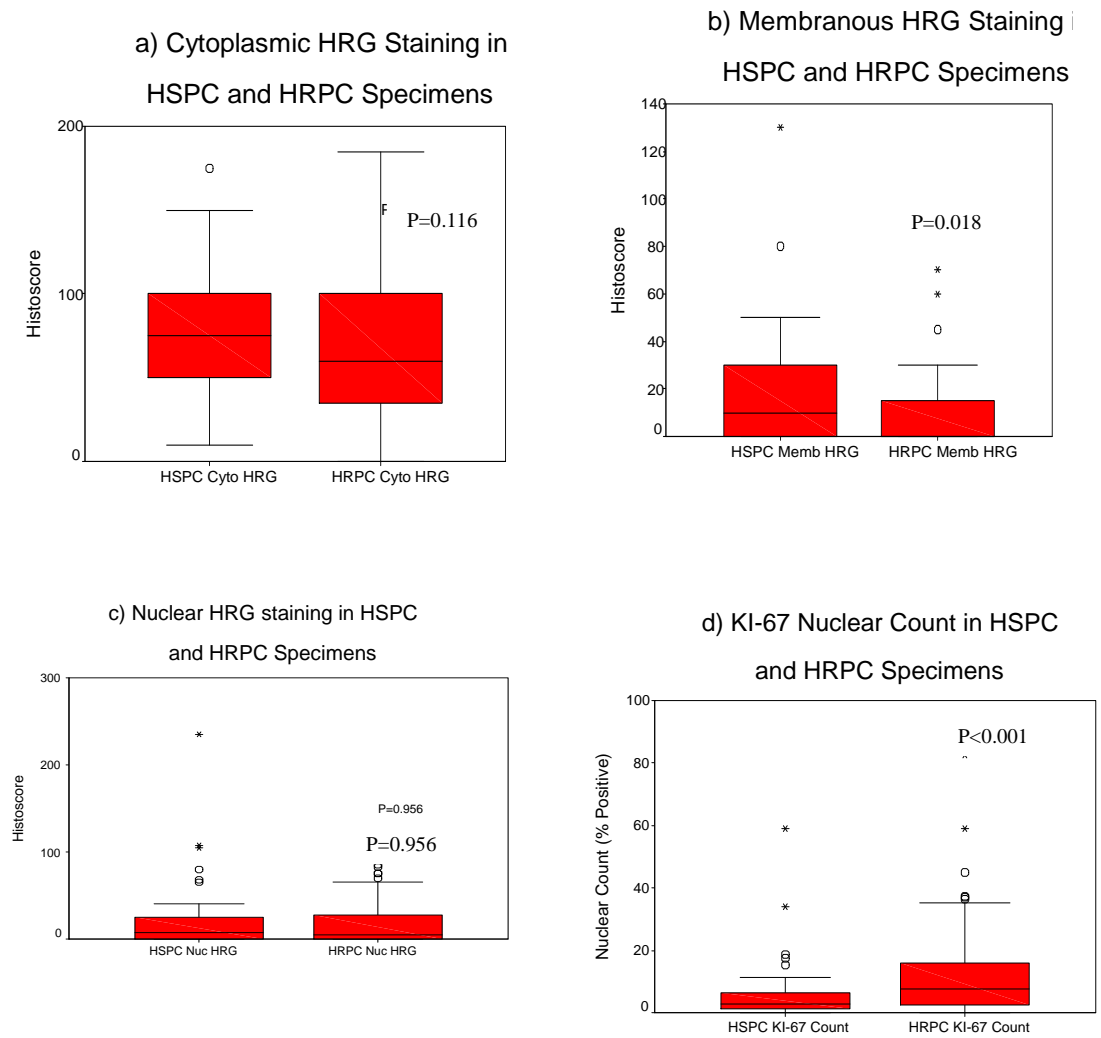 a) Cytoplasmic HRG Staining in
HSPC and HRPC Specimens
200
100
0
Histoscore
P=0.116
HSPC Cyto HRG
HRPC Cyto HRG
b) Membranous HRG Staining i
HSPC and HRPC Specimens
140
120
100
80
60
40
20
0
Histoscore
P=0.018
HSPC Memb HRG
HRPC Memb HRG
c) Nuclear HRG staining in HSPC
and HRPC Specimens
300
200
100
0
Histoscore
P=0.956
P=0.956
HSPC Nuc HRG
HRPC Nuc HRG
d) KI-67 Nuclear Count in HSPC
and HRPC Specimens
100
80
60
40
20
0
Nuclear Count (% Positive)
P<0.001
HSPC KI-67 Count
HRPC KI-67 Count